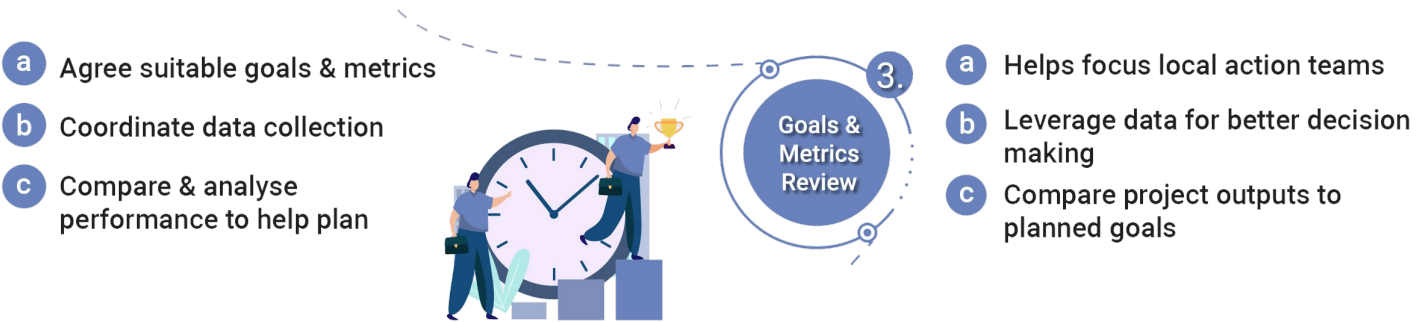 a Agree suitable goals & metrics
b Coordinate data collection
c Compare & analyse
performance to help plan
3.
Goals &
Metrics
Review
a Helps focus local action teams
b Leverage data for better decision
making
c Compare project outputs to
planned goals